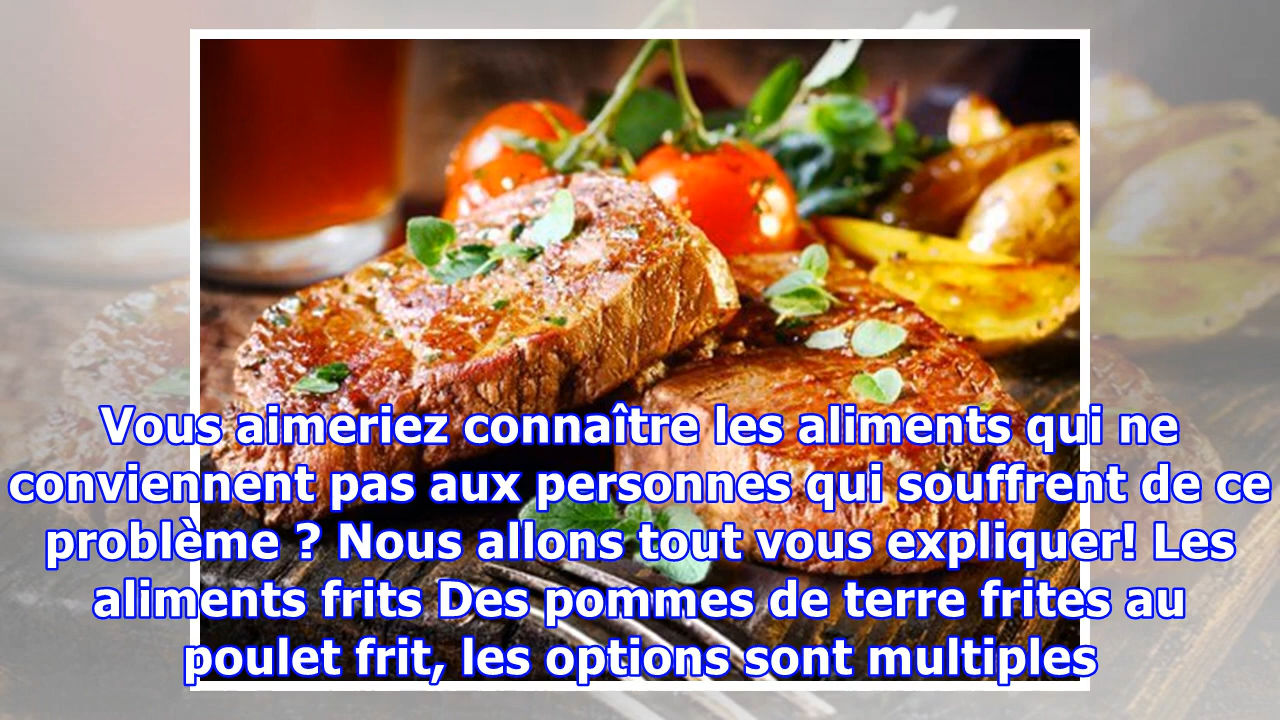 Vous aimeriez connaître les aliments qui ne
conviennent pas aux personnes qui souffrent de ce
problème ? Nous allons tout vous expliquer! Les
aliments frits Des pommes de terre frites au
poulet frit, les options sont multiples